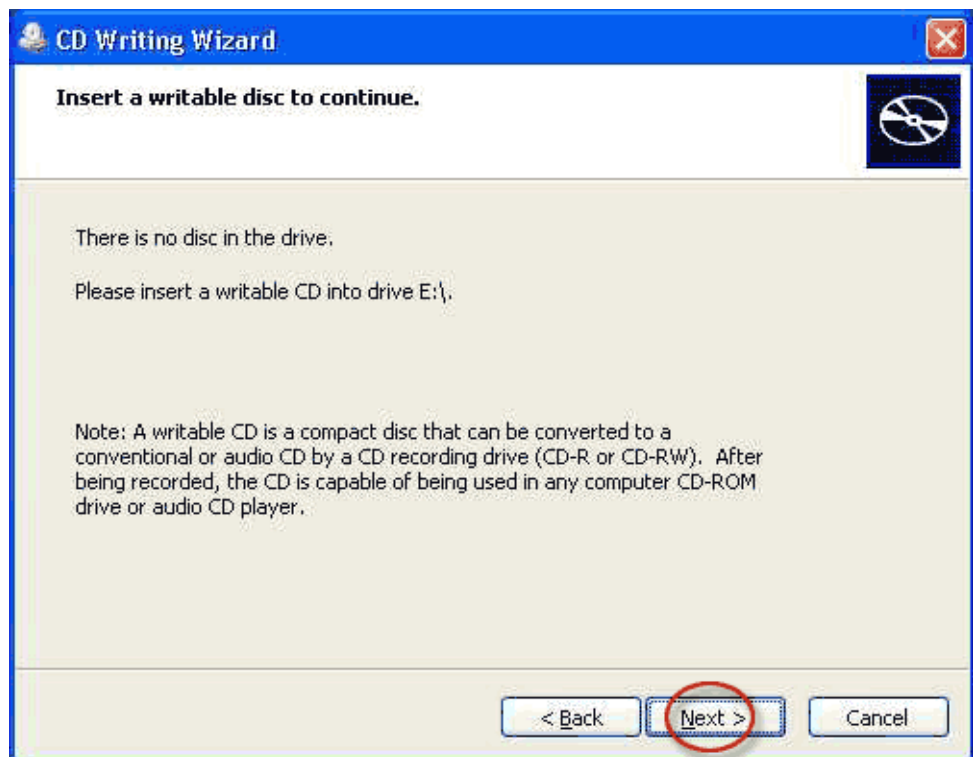 CD Writing Wizard
Insert a writable disc to continue.
There is no disc in the drive.
Please insert a writable CD into drive E:\.
Note: A writable CD is a compact disc that can be converted to a
conventional or audio CD by a CD recording drive (CD-R or CD-RW).  After
being recorded, the CD is capable of being used in any computer CD-ROM
drive or audio CD player.
< Back
Next >
Cancel